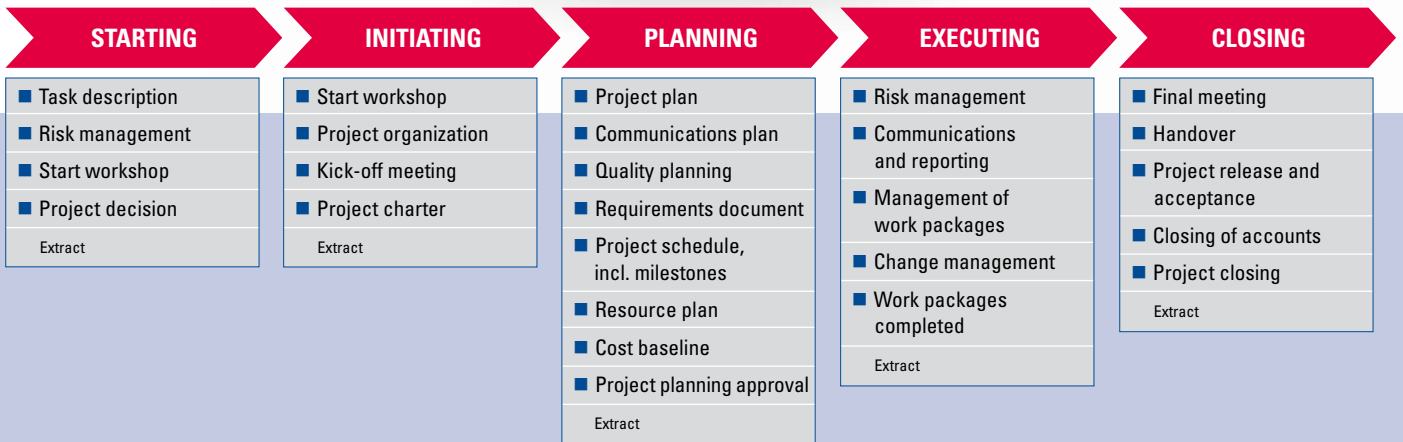 STARTING
Task description
Risk management
Start workshop
Project decision
Extract
INITIATING
Start workshop
Project organization
Kick-off meeting
Project charter
Extract
PLANNING
Project plan
Communications plan
Quality planning
Requirements document
Project schedule,
incl. milestones
Resource plan
Cost baseline
Project planning approval
Extract
EXECUTING
Risk management
Communications
and reporting
Management of
work packages
Change management
Work packages
completed
Extract
CLOSING
Final meeting
Handover
Project release and
acceptance
Closing of accounts
Project closing
Extract